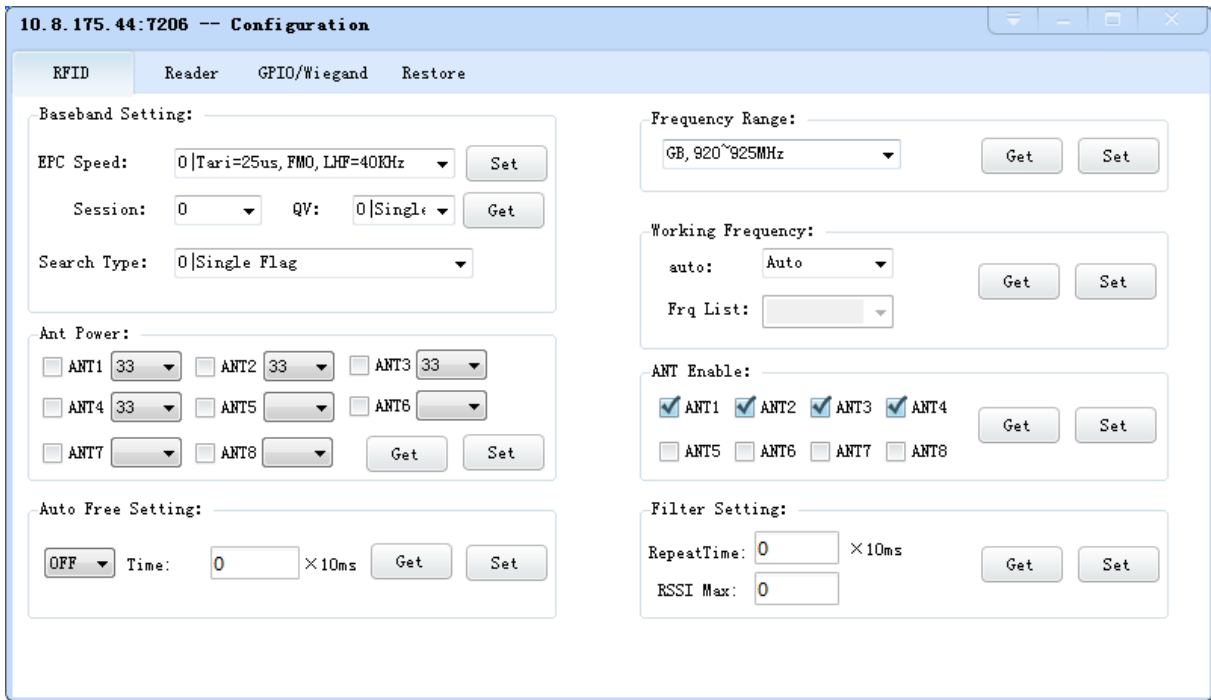 10.8.175.44:7206 -- Configuration
RFID Reader GPIO/Wiegand Restore
Baseband Setting:
EPC Speed: 0|Tari=25us, FM0, LHF=40KHz Set
Session: 0 QV: 0|Single Get
Search Type: 0|Single Flag
Ant Power:
ANT1 33 ANT2 33 ANT3 33
ANT4 33 ANT5 ANT6
ANT7 ANT8 Get Set
Auto Free Setting:
OFF Time: 0 ×10ms Get Set
Frequency Range:
GB, 920~925MHz Get Set
Working Frequency:
auto: Auto
Get Set
Frq List:
ANT Enable:
ANT1 ANT2 ANT3 ANT4
Get Set
ANT5 ANT6 ANT7 ANT8
Filter Setting:
RepeatTime: 0 ×10ms
Get Set
RSSI Max: 0